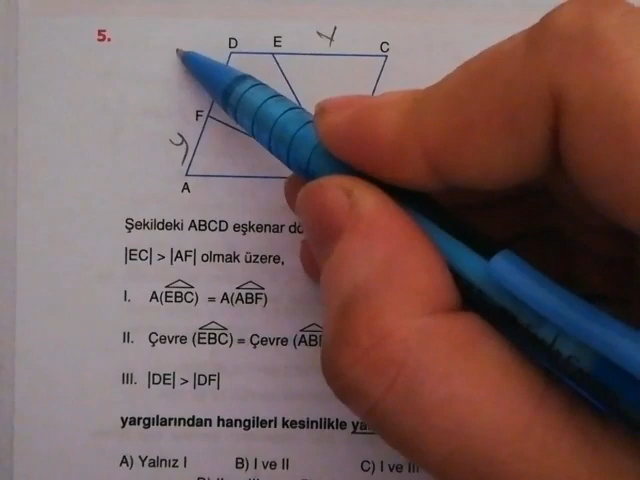 5.
D E x C
F
y
A
Şekildeki ABCD eşkenar
|EC| > |AF| olmak üzere,
I. A(EBC) = A(ABF)
II. Çevre (EBC) = Çevre
III. |DE| > |DF|
yargılarından hangileri kesinlikle
A) Yalnız I B) I ve II C) I ve III